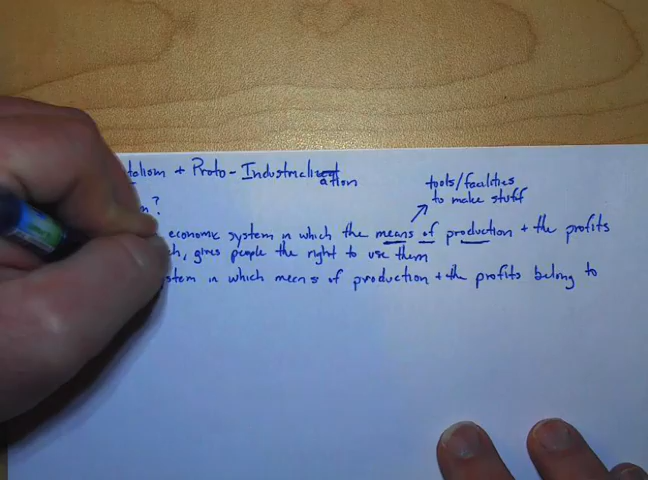 talism + Proto-Industrialization
tools/facilities
to make stuff
m?
economic system in which the means of production + the profits
ch, gives people the right to use them
stem in which means of production + the profits belong to